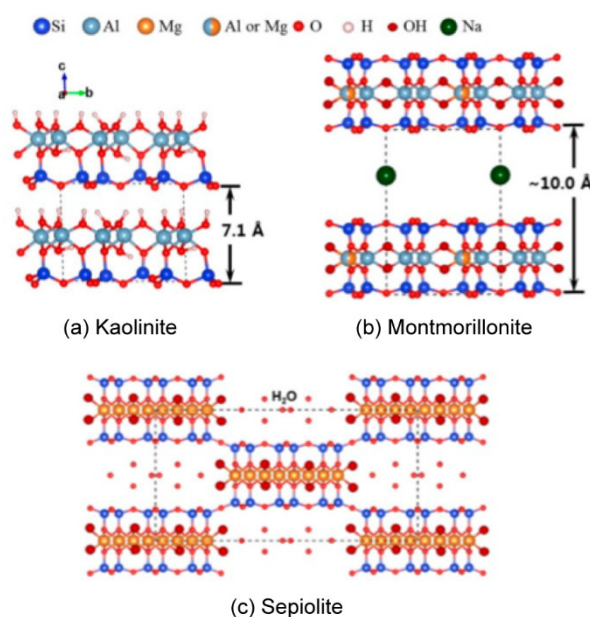 Si Al Mg Al or Mg O H OH Na
c
a b
7.1 Å
~10.0 Å
(a) Kaolinite
(b) Montmorillonite
H₂O
(c) Sepiolite